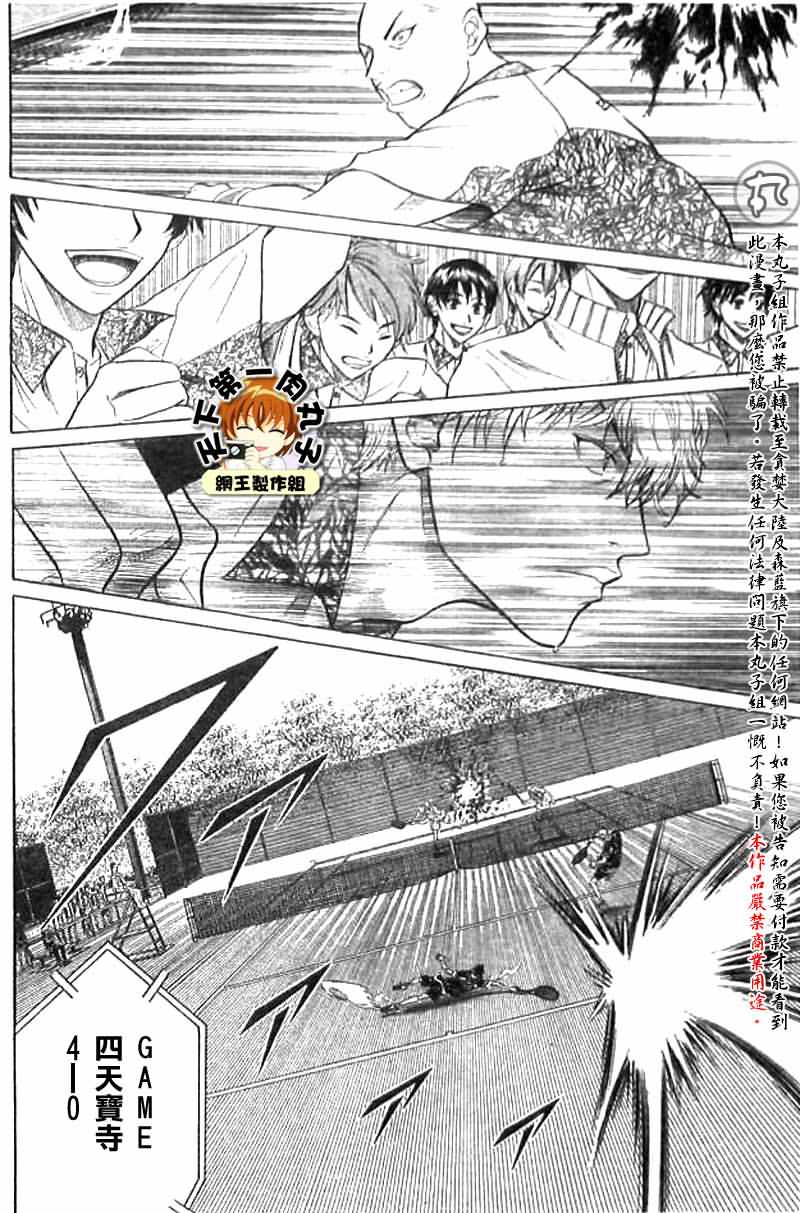 丸
本丸子組作品禁止轉載至貪婪大陸及森藍旗下的任何網站！如果您被告知需要付款才能看到
此漫畫，那麼您被騙了。若發生任何法律問題本丸子組一慨不負責！本作品嚴禁商業用途。
天下第一肉丸子
網王製作組
GAME
四天寶寺
4—0